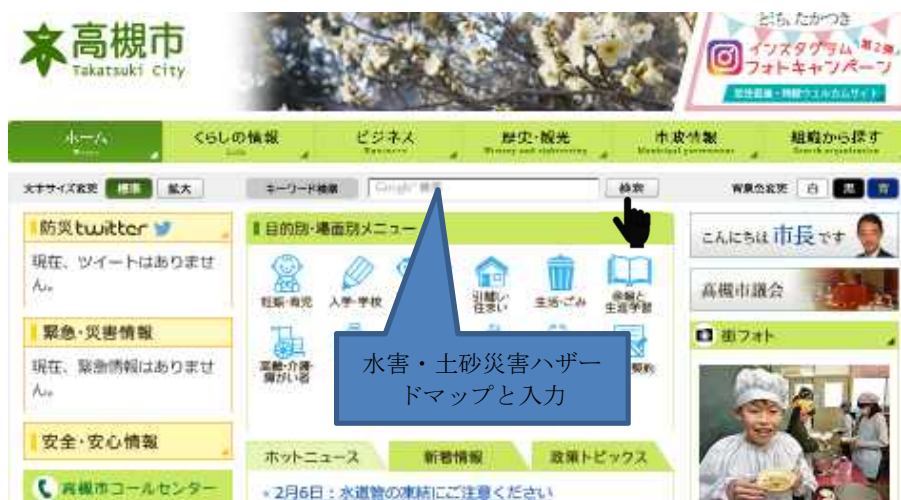 高槻市
Takatsuki City
とち、たかつき
インスタグラム 第2弾
フォトキャンペーン
ホーム
くらしの情報
ビジネス
歴史・観光
市政情報
組織から探す
文字サイズ変更 標準 拡大
キーワード検索
検索
背景色変更 白 黒 青
防災twitter
現在、ツイートはありません。
緊急・災害情報
現在、緊急情報はありません。
安全・安心情報
高槻市コールセンター
目的別・場面別メニュー
妊娠・育児
入学・学校
引越し・
住まい
生活・ごみ
余暇と
生涯学習
高齢・介護・
障がい者
契約
水害・土砂災害ハザー
ドマップと入力
ホットニュース
新着情報
政策トピックス
2月6日：水道管の凍結にご注意ください
こんにちは 市長 です
高槻市議会
街フォト